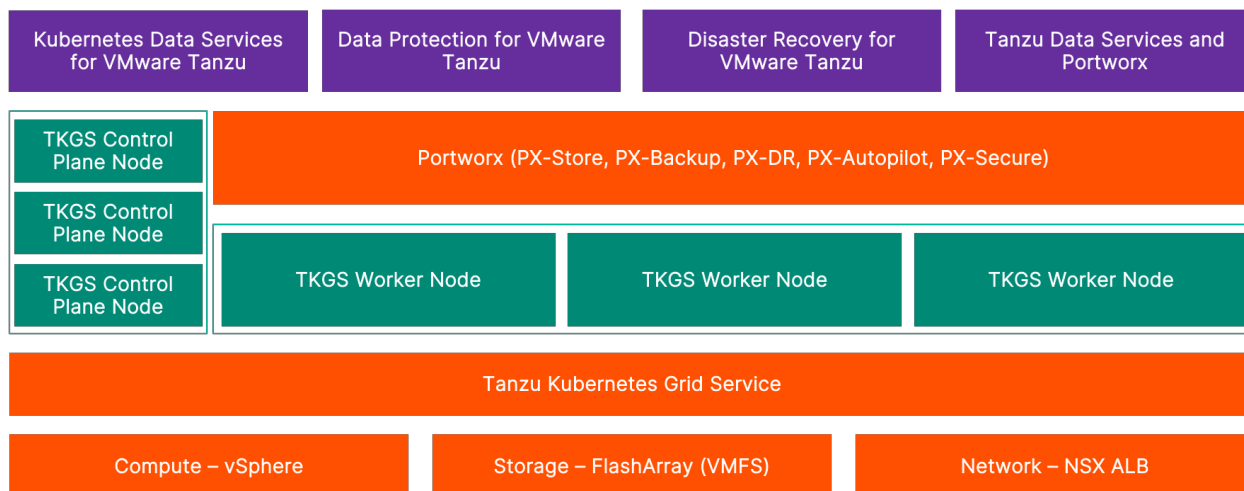 Kubernetes Data Services
for VMware Tanzu
Data Protection for VMware
Tanzu
Disaster Recovery for
VMware Tanzu
Tanzu Data Services and
Portworx
TKGS Control
Plane Node
TKGS Control
Plane Node
TKGS Control
Plane Node
Portworx (PX-Store, PX-Backup, PX-DR, PX-Autopilot, PX-Secure)
TKGS Worker Node
TKGS Worker Node
TKGS Worker Node
Tanzu Kubernetes Grid Service
Compute – vSphere
Storage – FlashArray (VMFS)
Network – NSX ALB